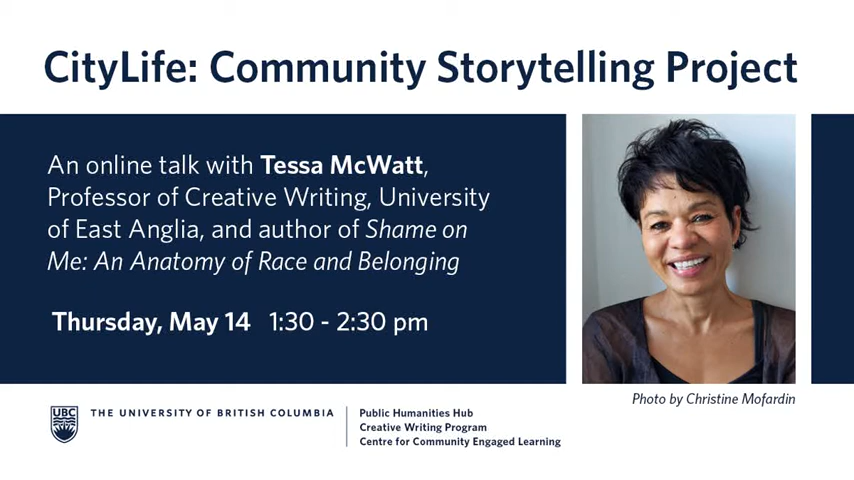 CityLife: Community Storytelling Project
An online talk with Tessa McWatt,
Professor of Creative Writing, University
of East Anglia, and author of Shame on
Me: An Anatomy of Race and Belonging
Thursday, May 14 1:30 - 2:30 pm
Photo by Christine Mofardin
UBC
THE UNIVERSITY OF BRITISH COLUMBIA
Public Humanities Hub
Creative Writing Program
Centre for Community Engaged Learning